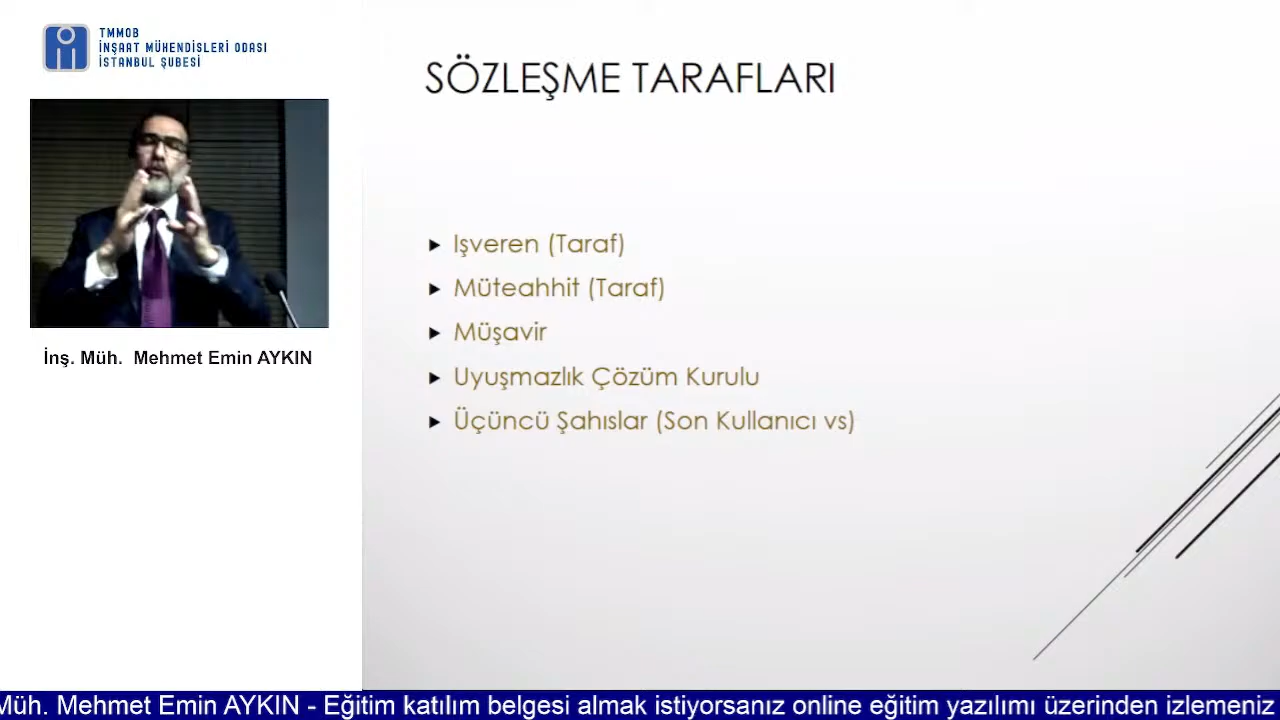 TMMOB
İNŞAAT MÜHENDİSLERİ ODASI
İSTANBUL ŞUBESİ
İnş. Müh. Mehmet Emin AYKIN
SÖZLEŞME TARAFLARI
Işveren (Taraf)
Müteahhit (Taraf)
Müşavir
Uyuşmazlık Çözüm Kurulu
Üçüncü Şahıslar (Son Kullanıcı vs)
Müh. Mehmet Emin AYKIN - Eğitim katılım belgesi almak istiyorsanız online eğitim yazılımı üzerinden izlemeniz